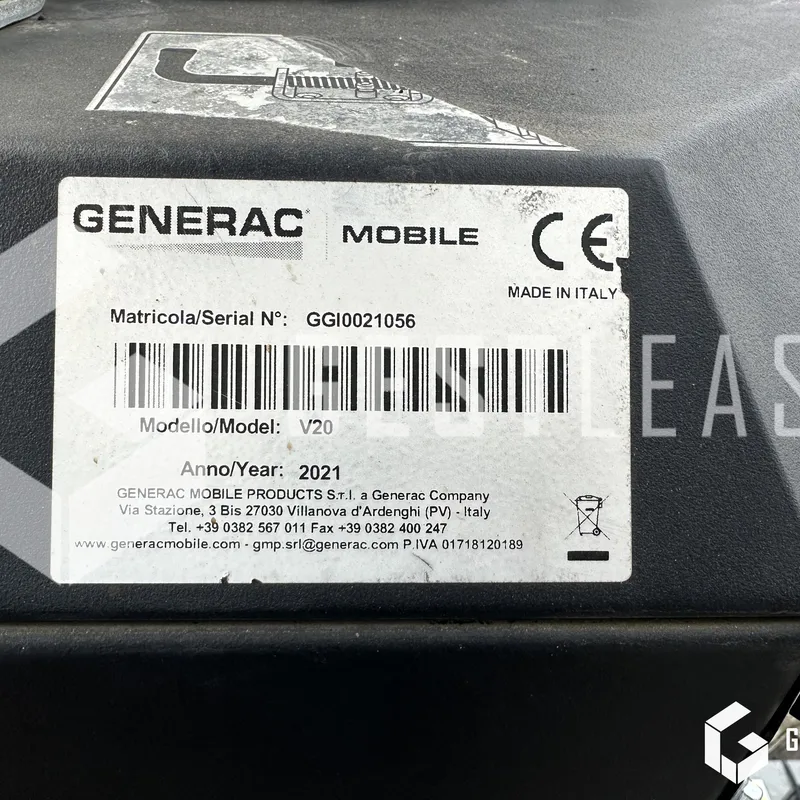 GENERAC MOBILE
CE
MADE IN ITALY
Matricola/Serial N°: GGI0021056
GESTLEAS
Modello/Model: V20
Anno/Year: 2021
GENERAC MOBILE PRODUCTS S.r.l. a Generac Company
Via Stazione, 3 Bis 27030 Villanova d'Ardenghi (PV) - Italy
Tel. +39 0382 567 011 Fax +39 0382 400 247
www.generacmobile.com - gmp.srl@generac.com P.IVA 01718120189
G